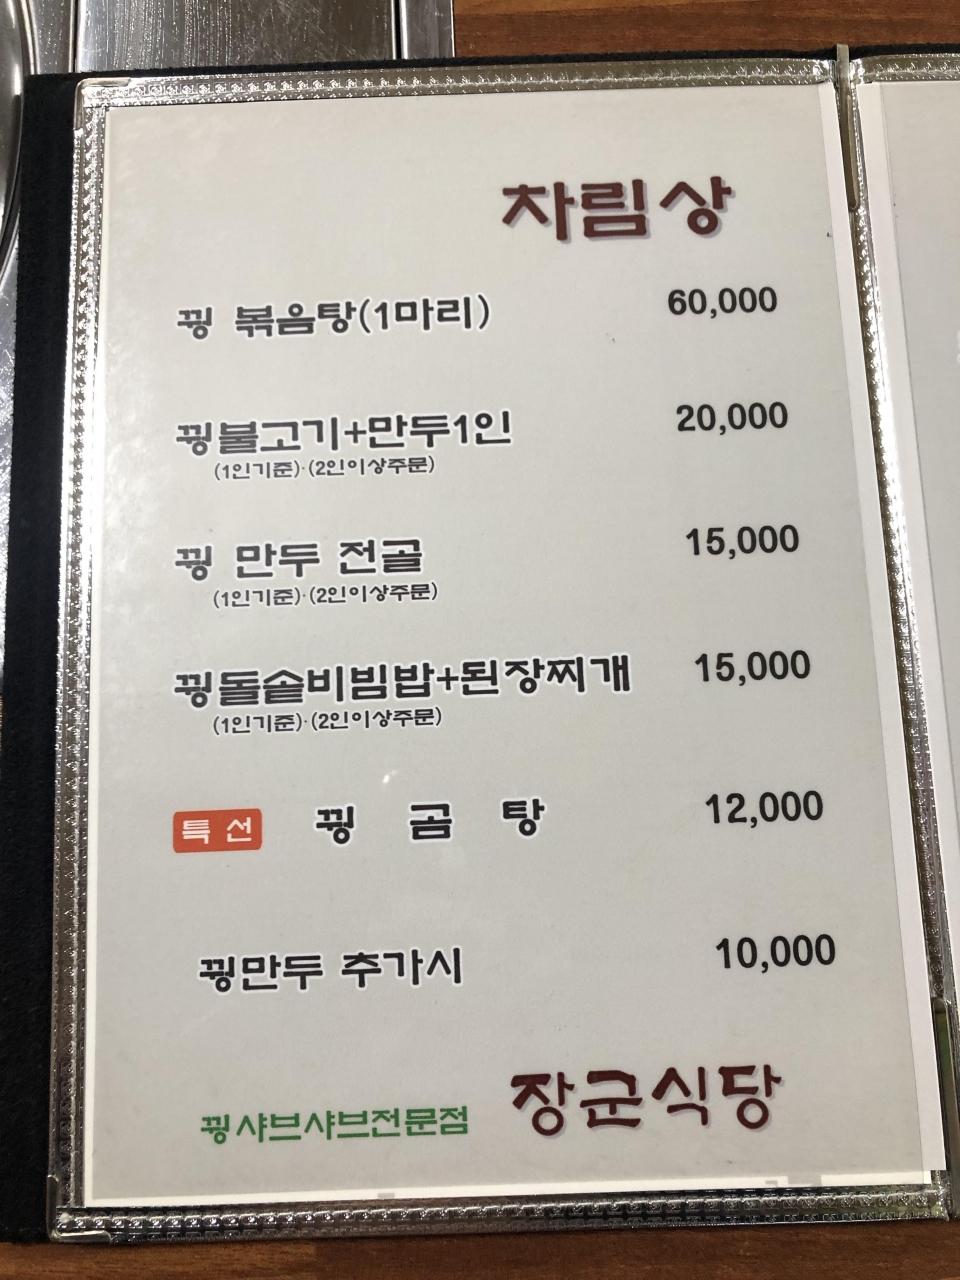 차림상
꿩 볶음탕(1마리) 60,000
꿩불고기+만두1인 20,000
(1인기준)·(2인이상주문)
꿩 만두 전골 15,000
(1인기준)·(2인이상주문)
꿩돌솥비빔밥+된장찌개 15,000
(1인기준)·(2인이상주문)
특선 꿩 곰 탕 12,000
꿩만두 추가시 10,000
꿩샤브샤브전문점 장군식당